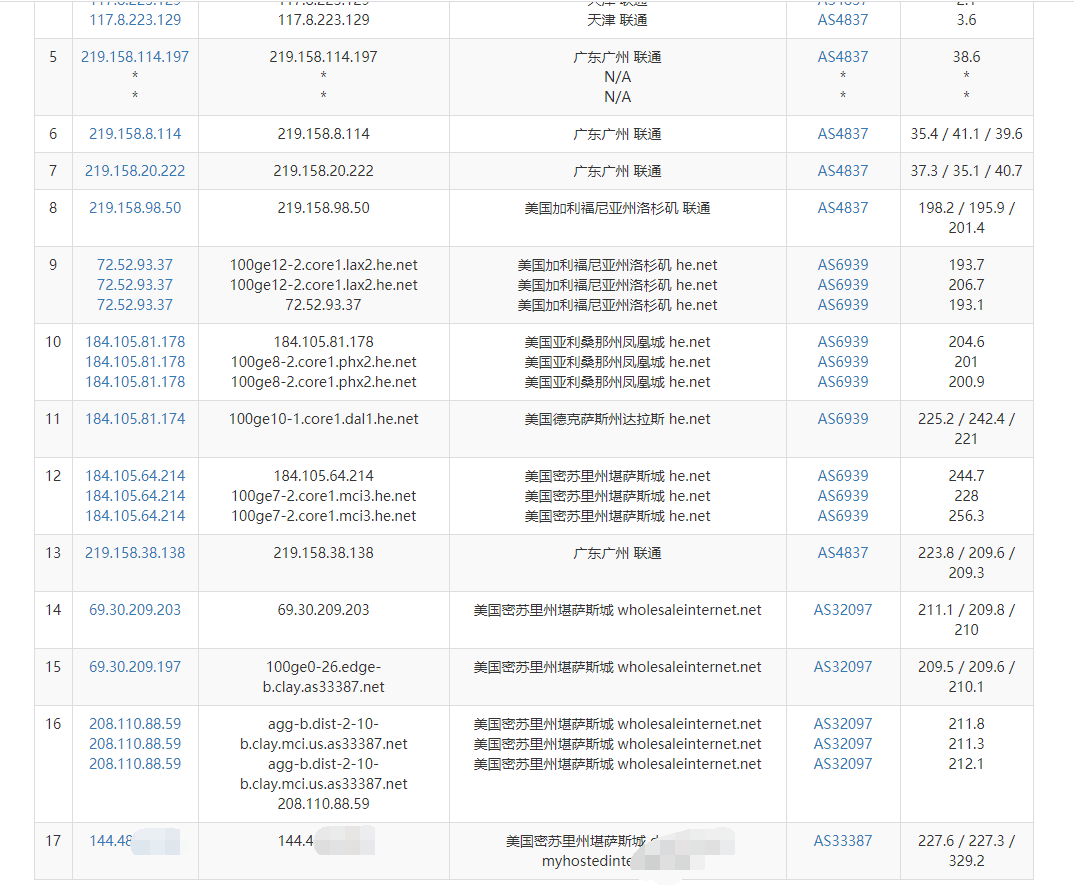 117.8.223.129 117.8.223.129 天津 联通 AS4837 3.6
5 219.158.114.197 219.158.114.197 广东广州 联通 AS4837 38.6
* * N/A * *
* * N/A * *
6 219.158.8.114 219.158.8.114 广东广州 联通 AS4837 35.4 / 41.1 / 39.6
7 219.158.20.222 219.158.20.222 广东广州 联通 AS4837 37.3 / 35.1 / 40.7
8 219.158.98.50 219.158.98.50 美国加利福尼亚州洛杉矶 联通 AS4837 198.2 / 195.9 /
201.4
9 72.52.93.37 100ge12-2.core1.lax2.he.net 美国加利福尼亚州洛杉矶 he.net AS6939 193.7
72.52.93.37 100ge12-2.core1.lax2.he.net 美国加利福尼亚州洛杉矶 he.net AS6939 206.7
72.52.93.37 72.52.93.37 美国加利福尼亚州洛杉矶 he.net AS6939 193.1
10 184.105.81.178 184.105.81.178 美国亚利桑那州凤凰城 he.net AS6939 204.6
184.105.81.178 100ge8-2.core1.phx2.he.net 美国亚利桑那州凤凰城 he.net AS6939 201
184.105.81.178 100ge8-2.core1.phx2.he.net 美国亚利桑那州凤凰城 he.net AS6939 200.9
11 184.105.81.174 100ge10-1.core1.dal1.he.net 美国德克萨斯州达拉斯 he.net AS6939 225.2 / 242.4 /
221
12 184.105.64.214 184.105.64.214 美国密苏里州堪萨斯城 he.net AS6939 244.7
184.105.64.214 100ge7-2.core1.mci3.he.net 美国密苏里州堪萨斯城 he.net AS6939 228
184.105.64.214 100ge7-2.core1.mci3.he.net 美国密苏里州堪萨斯城 he.net AS6939 256.3
13 219.158.38.138 219.158.38.138 广东广州 联通 AS4837 223.8 / 209.6 /
209.3
14 69.30.209.203 69.30.209.203 美国密苏里州堪萨斯城 wholesaleinternet.net AS32097 211.1 / 209.8 /
210
15 69.30.209.197 100ge0-26.edge- 美国密苏里州堪萨斯城 wholesaleinternet.net AS32097 209.5 / 209.6 /
b.clay.as33387.net 210.1
16 208.110.88.59 agg-b.dist-2-10- 美国密苏里州堪萨斯城 wholesaleinternet.net AS32097 211.8
208.110.88.59 b.clay.mci.us.as33387.net 美国密苏里州堪萨斯城 wholesaleinternet.net AS32097 211.3
208.110.88.59 agg-b.dist-2-10- 美国密苏里州堪萨斯城 wholesaleinternet.net AS32097 212.1
b.clay.mci.us.as33387.net
208.110.88.59
17 144.48 144.4 美国密苏里州堪萨斯城 AS33387 227.6 / 227.3 /
myhostedinte 329.2